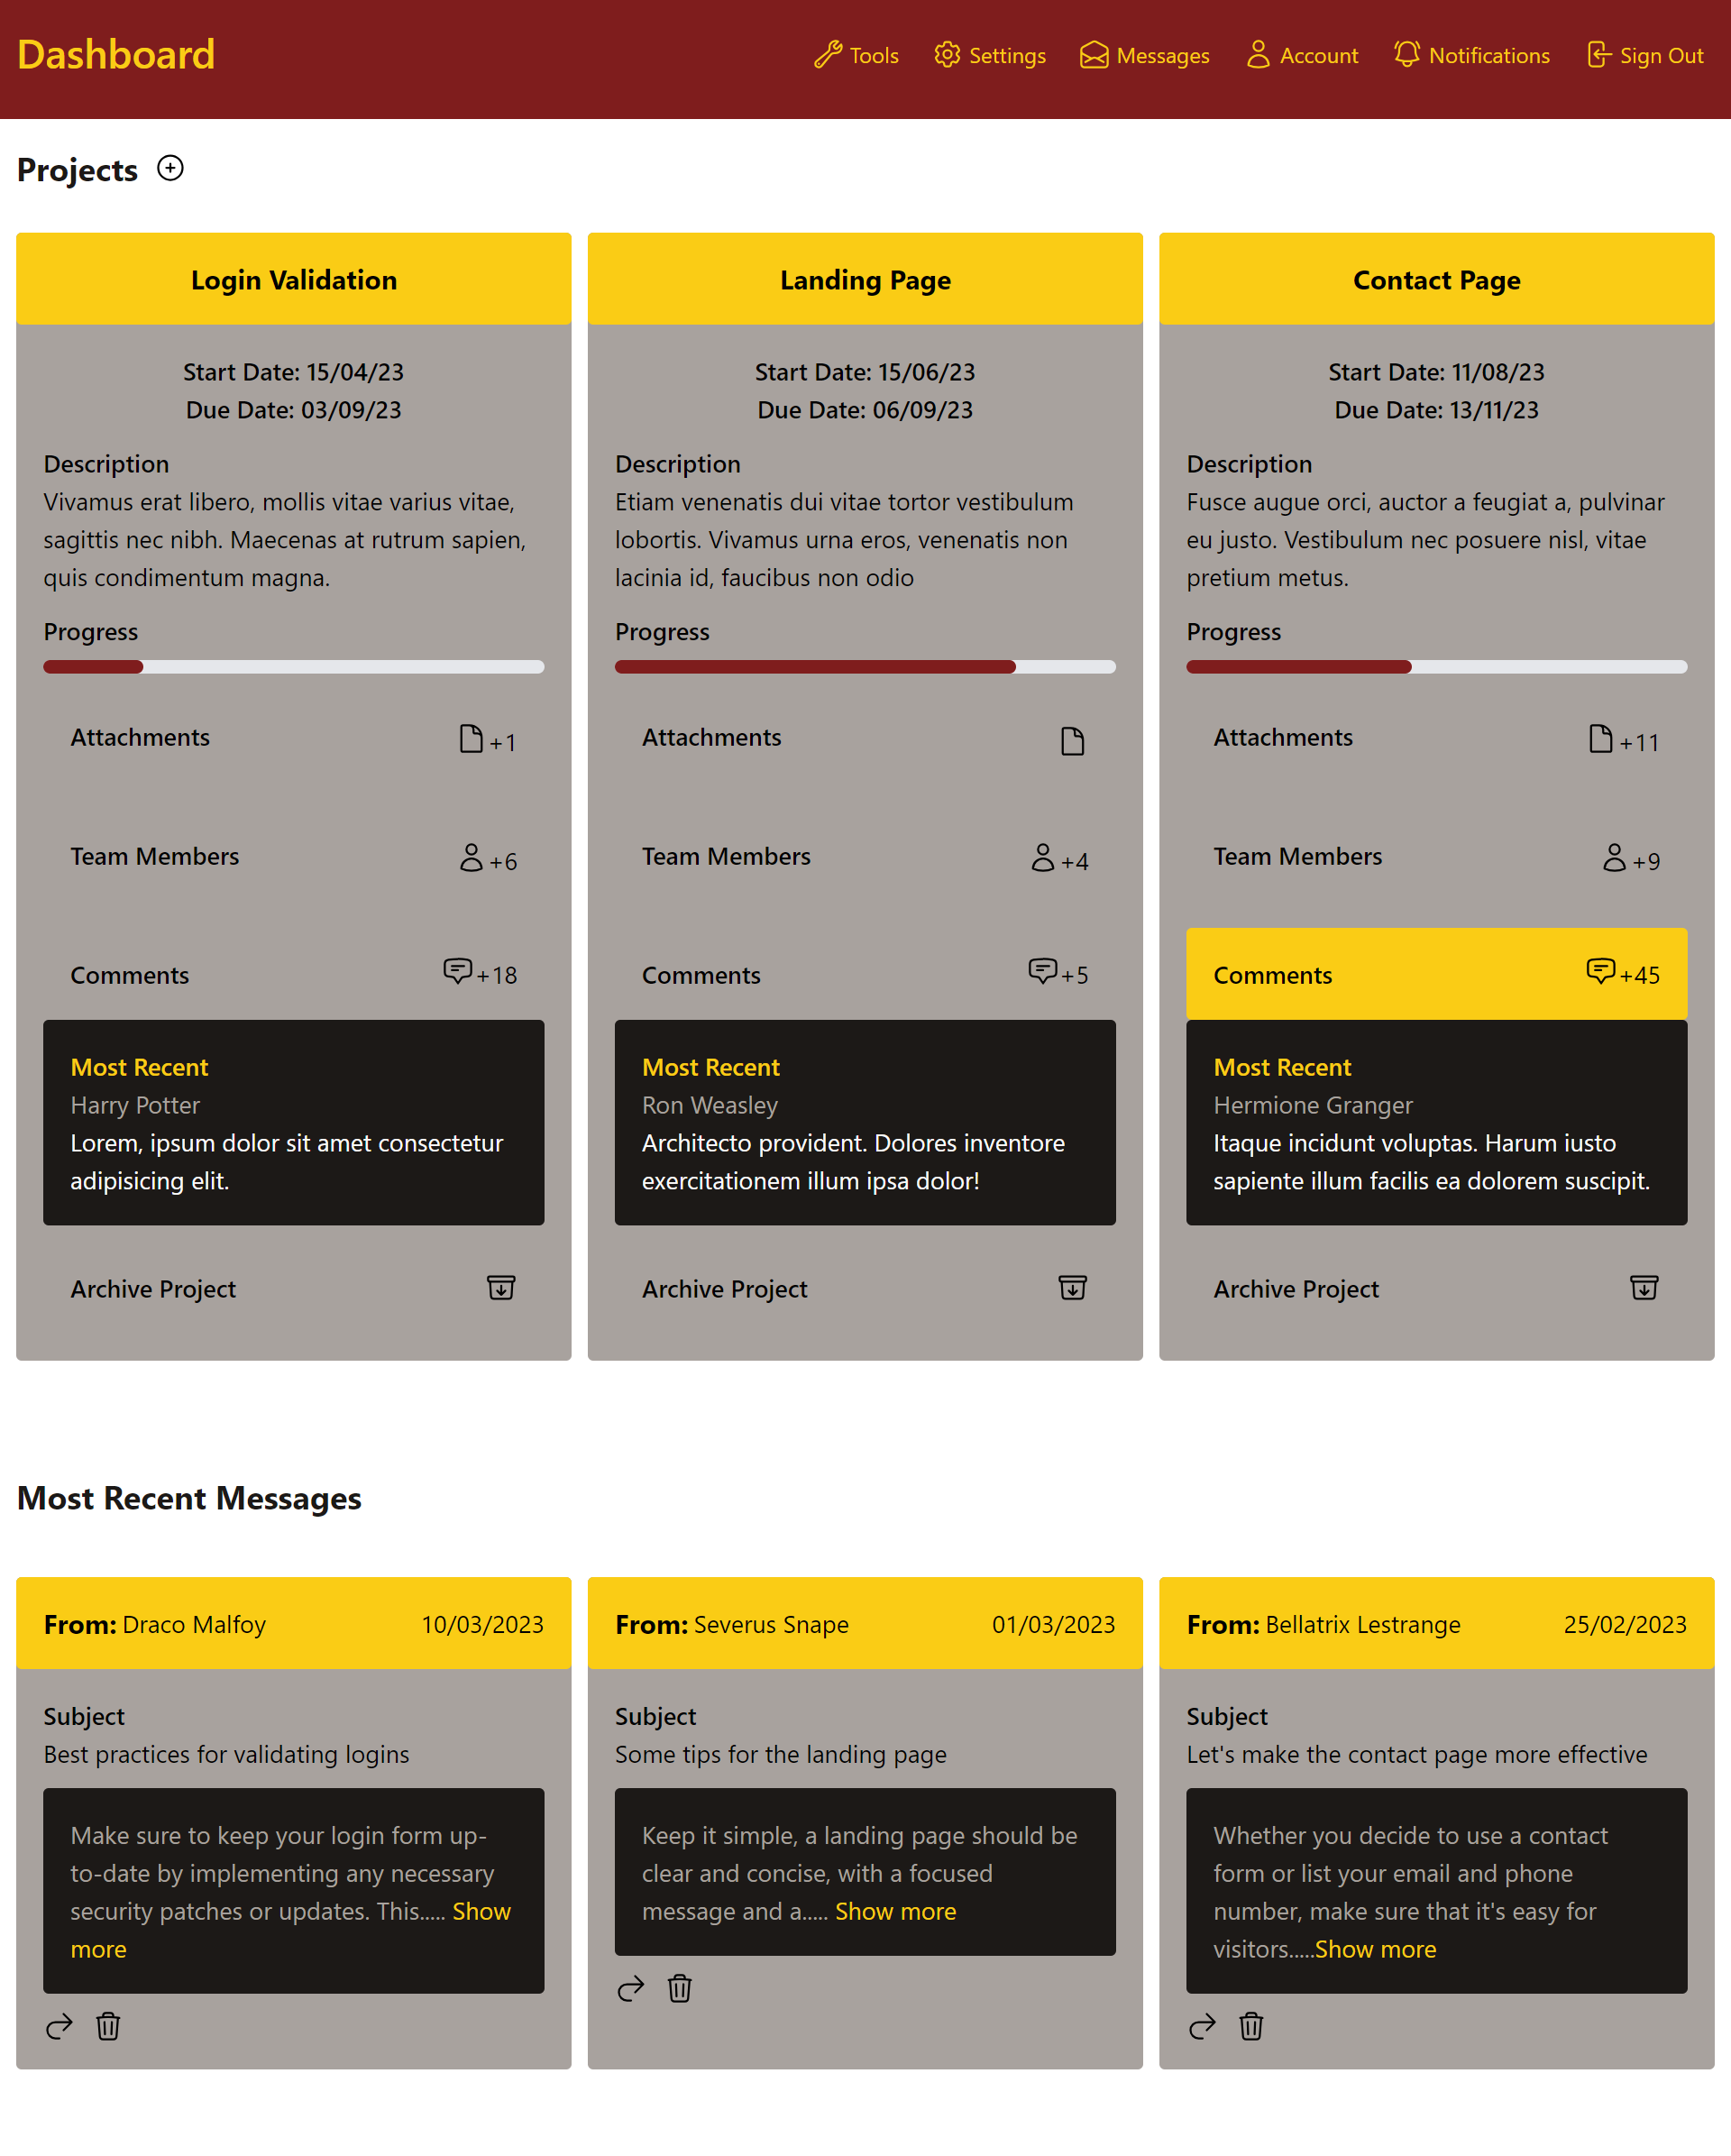 Dashboard
Tools
Settings
Messages
Account
Notifications
Sign Out
Projects
Login Validation
Start Date: 15/04/23
Due Date: 03/09/23
Description
Vivamus erat libero, mollis vitae varius vitae,
sagittis nec nibh. Maecenas at rutrum sapien,
quis condimentum magna.
Progress
Attachments +1
Team Members +6
Comments +18
Most Recent
Harry Potter
Lorem, ipsum dolor sit amet consectetur
adipisicing elit.
Archive Project
Landing Page
Start Date: 15/06/23
Due Date: 06/09/23
Description
Etiam venenatis dui vitae tortor vestibulum
lobortis. Vivamus urna eros, venenatis non
lacinia id, faucibus non odio
Progress
Attachments
Team Members +4
Comments +5
Most Recent
Ron Weasley
Architecto provident. Dolores inventore
exercitationem illum ipsa dolor!
Archive Project
Contact Page
Start Date: 11/08/23
Due Date: 13/11/23
Description
Fusce augue orci, auctor a feugiat a, pulvinar
eu justo. Vestibulum nec posuere nisl, vitae
pretium metus.
Progress
Attachments +11
Team Members +9
Comments +45
Most Recent
Hermione Granger
Itaque incidunt voluptas. Harum iusto
sapiente illum facilis ea dolorem suscipit.
Archive Project
Most Recent Messages
From: Draco Malfoy 10/03/2023
Subject
Best practices for validating logins
Make sure to keep your login form up-
to-date by implementing any necessary
security patches or updates. This..... Show
more
From: Severus Snape 01/03/2023
Subject
Some tips for the landing page
Keep it simple, a landing page should be
clear and concise, with a focused
message and a..... Show more
From: Bellatrix Lestrange 25/02/2023
Subject
Let's make the contact page more effective
Whether you decide to use a contact
form or list your email and phone
number, make sure that it's easy for
visitors.....Show more